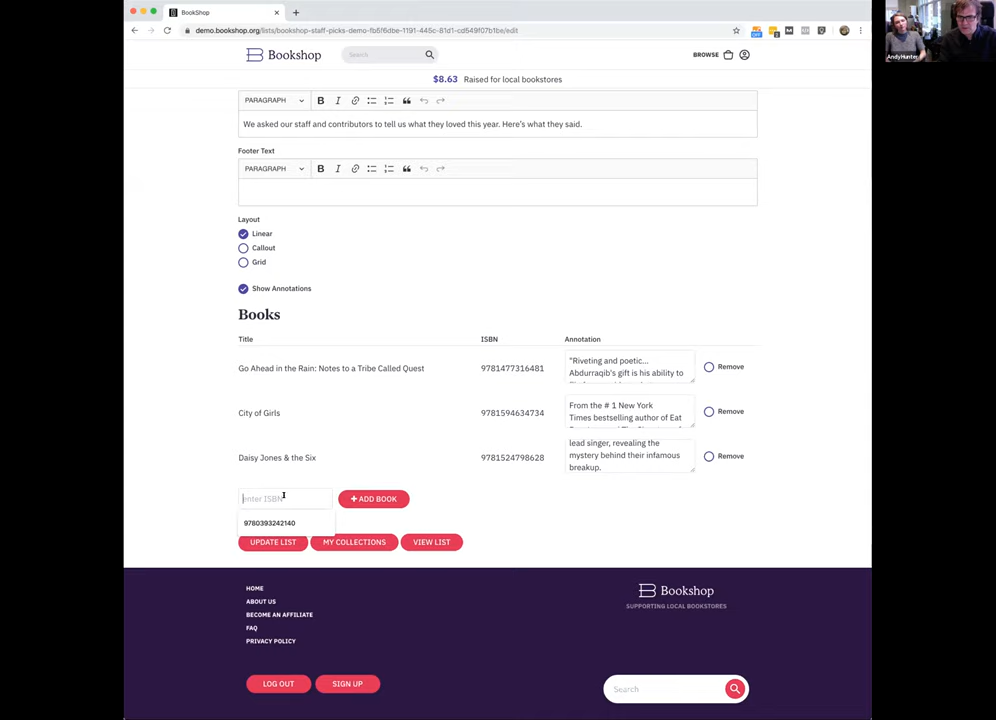 BookShop
demo.bookshop.org/lists/bookshop-staff-picks-demo-fb5f6dbe-1191-445c-81d1-cd549f07b1be/edit
Bookshop
Search
BROWSE
$8.63 Raised for local bookstores
PARAGRAPH
We asked our staff and contributors to tell us what they loved this year. Here's what they said.
Footer Text
PARAGRAPH
Layout
Linear
Callout
Grid
Show Annotations
Books
Title ISBN Annotation
Go Ahead in the Rain: Notes to a Tribe Called Quest 9781477316481 "Riveting and poetic...
Abdurraqib's gift is his ability to
Remove
City of Girls 9781594634734 From the # 1 New York
Times bestselling author of Eat
Remove
Daisy Jones & the Six 9781524798628 lead singer, revealing the
mystery behind their infamous
breakup.
Remove
enter ISBN
+ ADD BOOK
9780393242140
UPDATE LIST MY COLLECTIONS VIEW LIST
HOME
ABOUT US
BECOME AN AFFILIATE
FAQ
PRIVACY POLICY
Bookshop
SUPPORTING LOCAL BOOKSTORES
LOG OUT SIGN UP
Search
AndyHunter